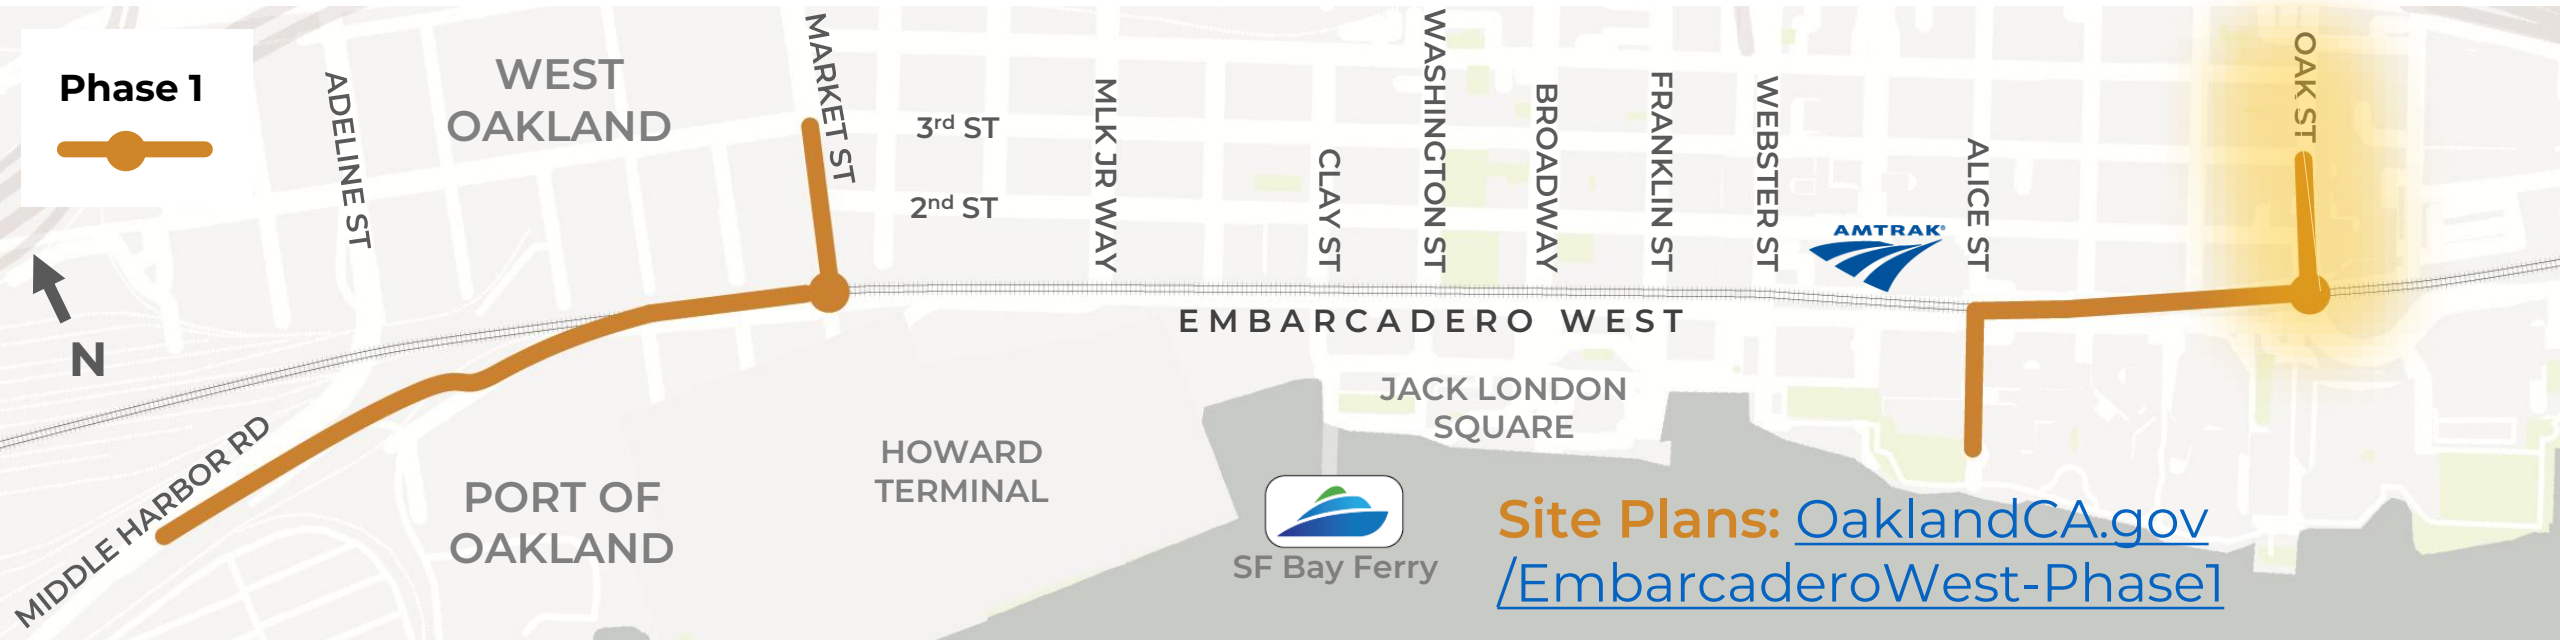 Phase 1
ADELINE ST
WEST
OAKLAND
MARKET ST
3rd ST
2nd ST
MLK JR WAY
CLAY ST
WASHINGTON ST
BROADWAY
FRANKLIN ST
WEBSTER ST
AMTRAK®
ALICE ST
OAK ST
N
EMBARCADERO WEST
JACK LONDON
SQUARE
MIDDLE HARBOR RD
PORT OF
OAKLAND
HOWARD
TERMINAL
SF Bay Ferry
Site Plans: OaklandCA.gov
/EmbarcaderoWest-Phase1